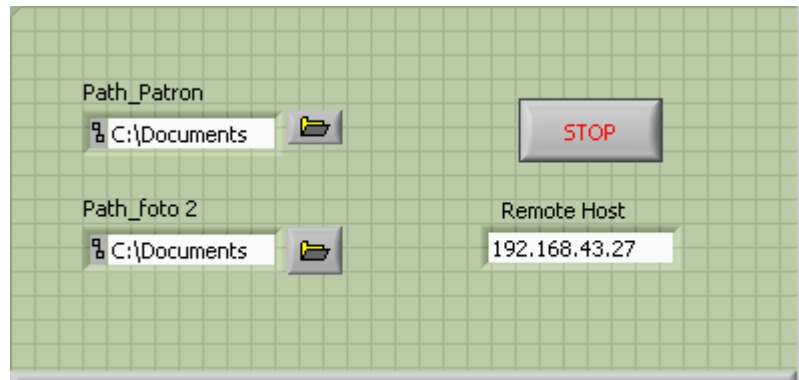 Path_Patron
C:\Documents
STOP
Path_foto 2
Remote Host
C:\Documents
192.168.43.27